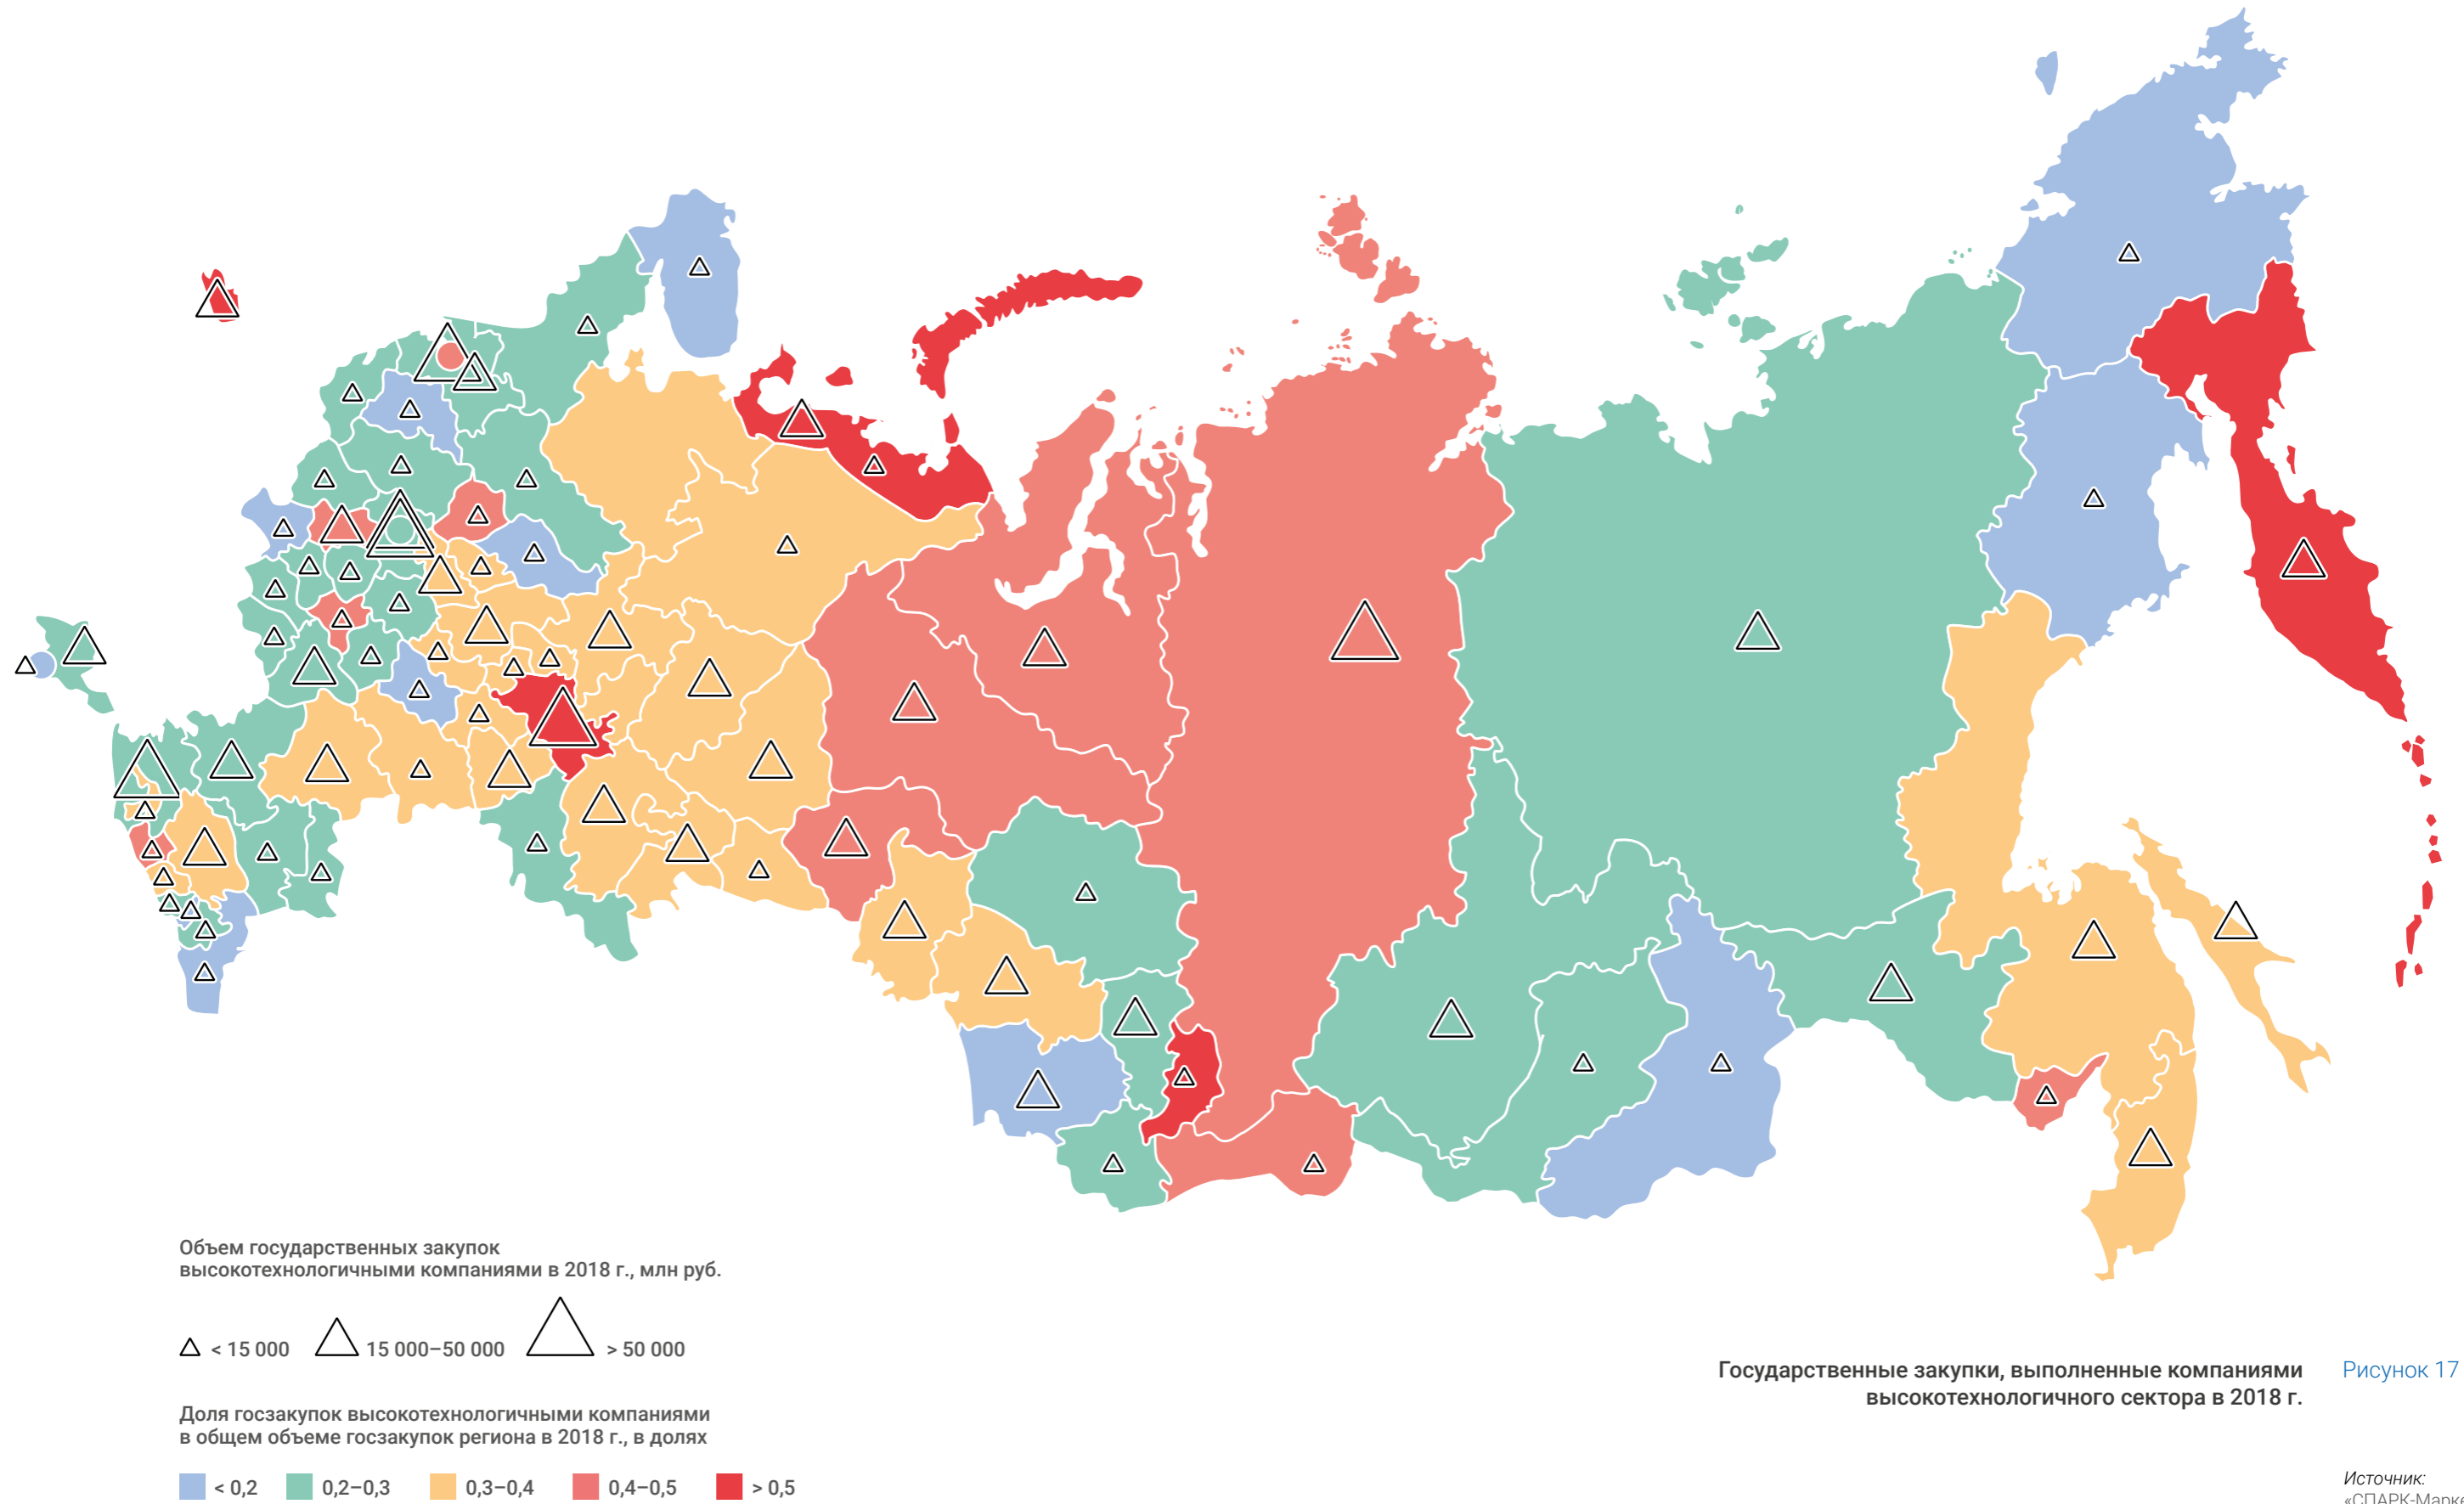 Объем государственных закупок
высокотехнологичными компаниями в 2018 г., млн руб.
< 15 000 15 000–50 000 > 50 000
Доля госзакупок высокотехнологичными компаниями
в общем объеме госзакупок региона в 2018 г., в долях
< 0,2 0,2–0,3 0,3–0,4 0,4–0,5 > 0,5
Государственные закупки, выполненные компаниями
высокотехнологичного сектора в 2018 г.
Рисунок 17
Источник: